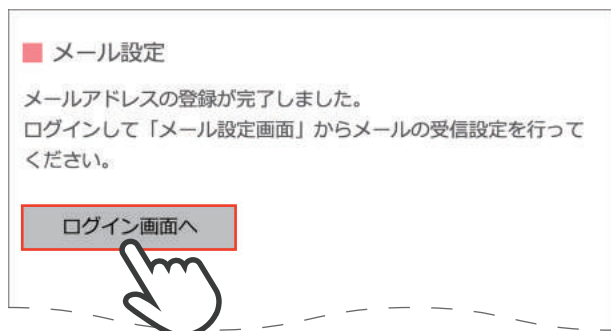 メール設定
メールアドレスの登録が完了しました。
ログインして「メール設定画面」からメールの受信設定を行って
ください。
ログイン画面へ